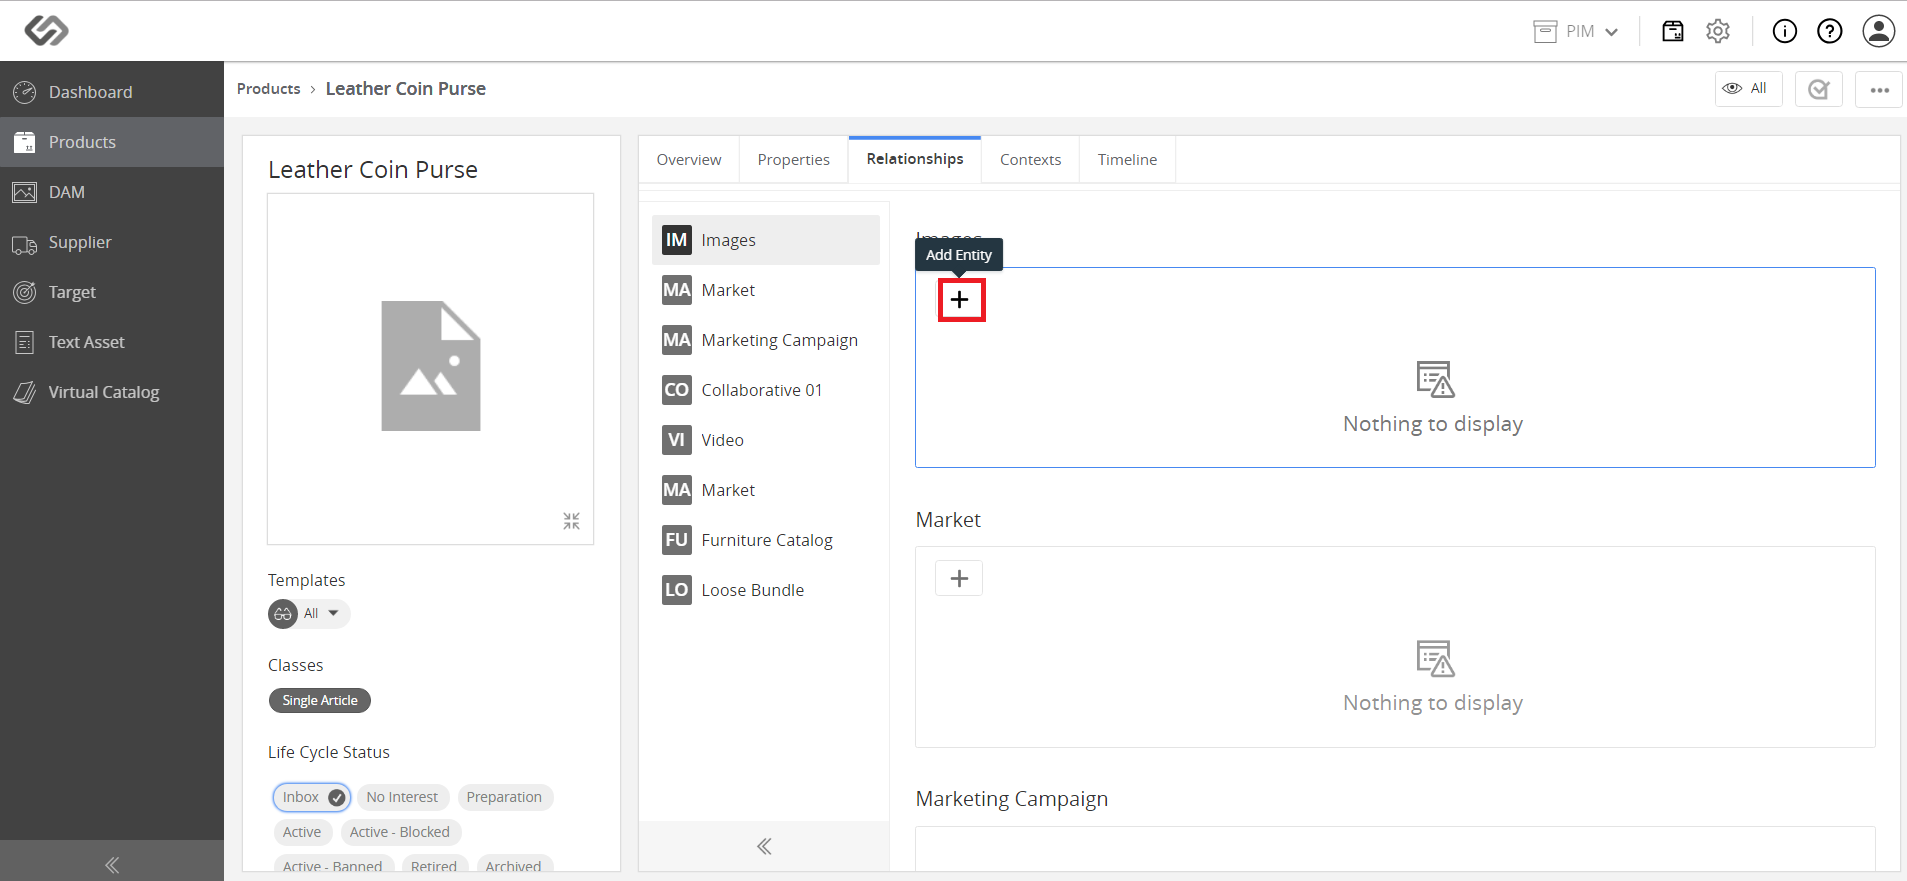 PIM
Dashboard
Products
DAM
Supplier
Target
Text Asset
Virtual Catalog
Products › Leather Coin Purse
All
Leather Coin Purse
Templates
All
Classes
Single Article
Life Cycle Status
Inbox No Interest Preparation
Active Active - Blocked
Active - Banned Retired Archived
Overview Properties Relationships Contexts Timeline
IM Images
MA Market
MA Marketing Campaign
CO Collaborative 01
VI Video
MA Market
FU Furniture Catalog
LO Loose Bundle
Images
Add Entity
Nothing to display
Market
Nothing to display
Marketing Campaign